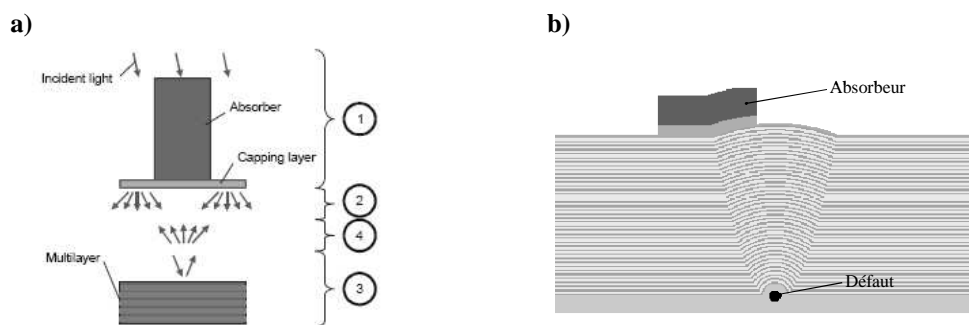 a)
Incident light
Absorber
Capping layer
Multilayer
1
2
4
3
b)
Absorbeur
Défaut